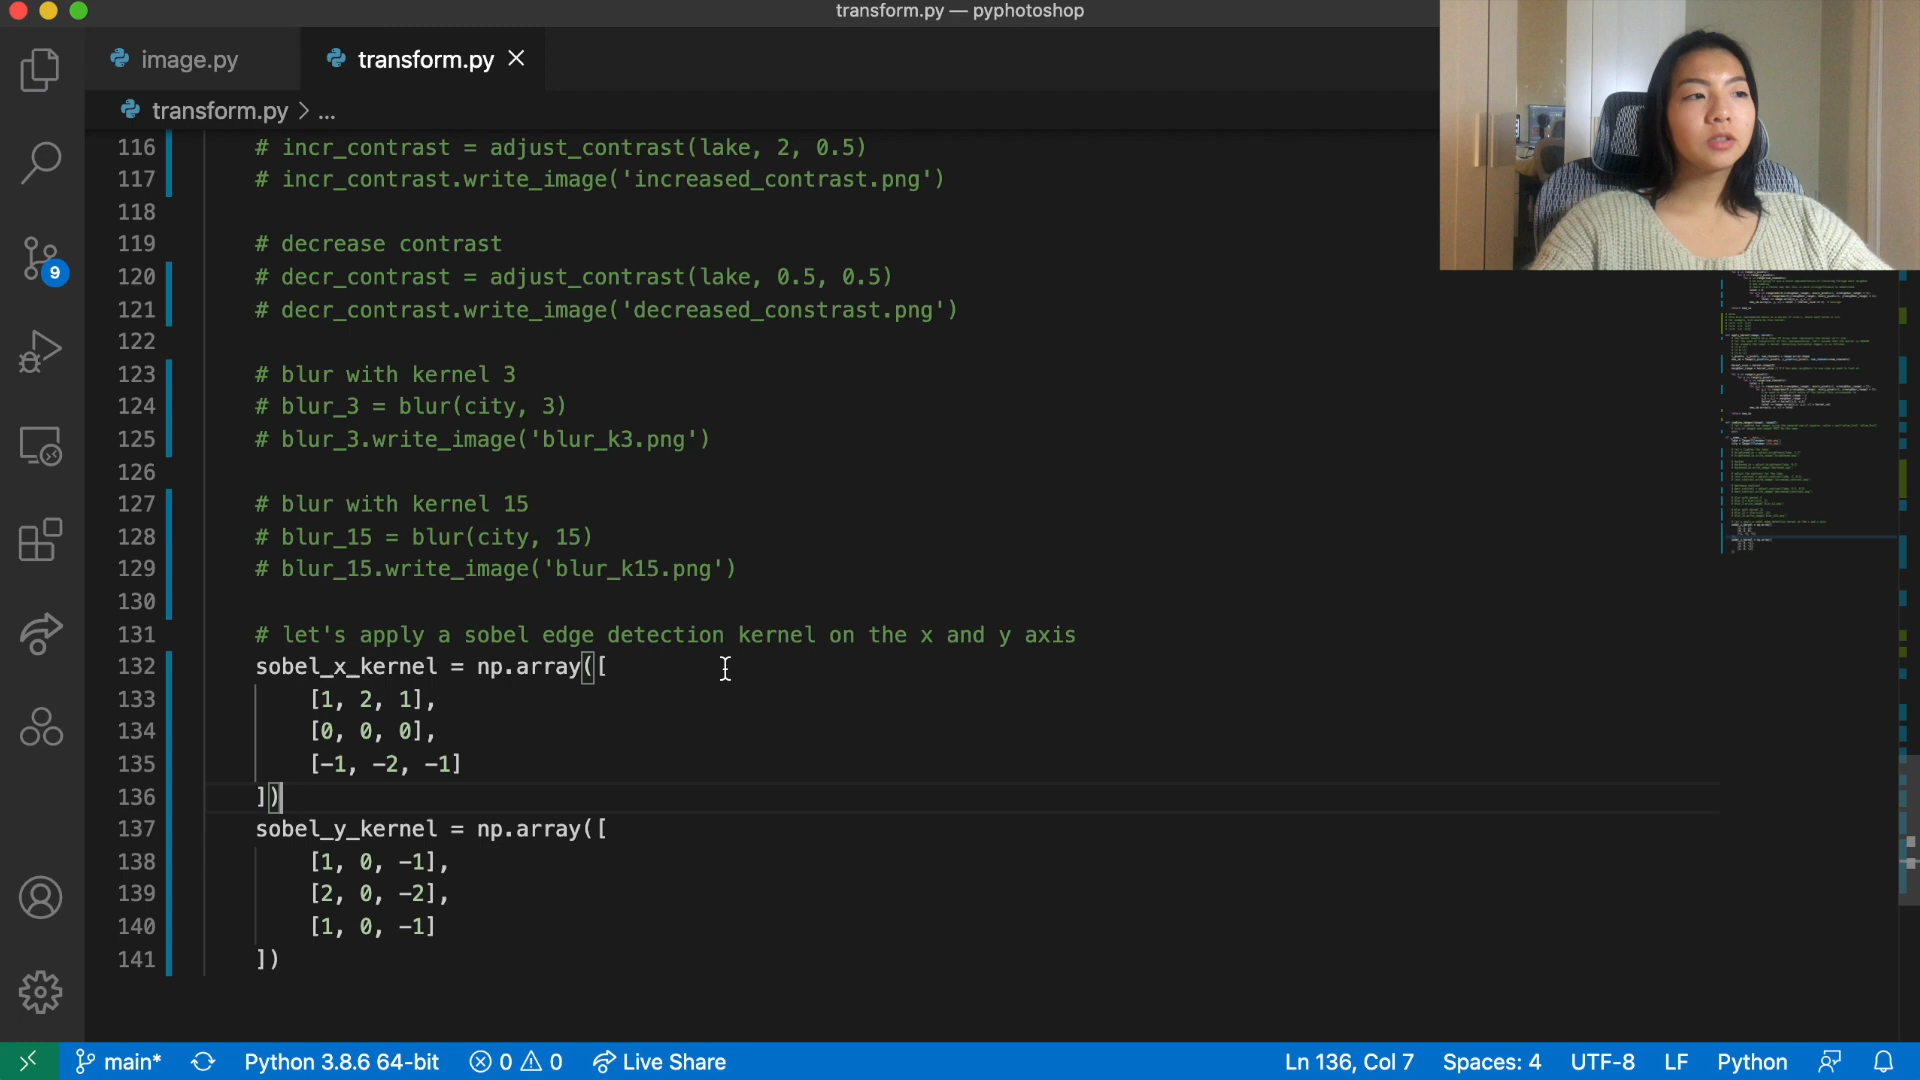 transform.py — pyphotoshop
image.py
transform.py
transform.py > ...
116 # incr_contrast = adjust_contrast(lake, 2, 0.5)
117 # incr_contrast.write_image('increased_contrast.png')
118
119 # decrease contrast
120 # decr_contrast = adjust_contrast(lake, 0.5, 0.5)
121 # decr_contrast.write_image('decreased_constrast.png')
122
123 # blur with kernel 3
124 # blur_3 = blur(city, 3)
125 # blur_3.write_image('blur_k3.png')
126
127 # blur with kernel 15
128 # blur_15 = blur(city, 15)
129 # blur_15.write_image('blur_k15.png')
130
131 # let's apply a sobel edge detection kernel on the x and y axis
132 sobel_x_kernel = np.array([
133 [1, 2, 1],
134 [0, 0, 0],
135 [-1, -2, -1]
136 ])
137 sobel_y_kernel = np.array([
138 [1, 0, -1],
139 [2, 0, -2],
140 [1, 0, -1]
141 ])
9
main* Python 3.8.6 64-bit 0 0 Live Share Ln 136, Col 7 Spaces: 4 UTF-8 LF Python